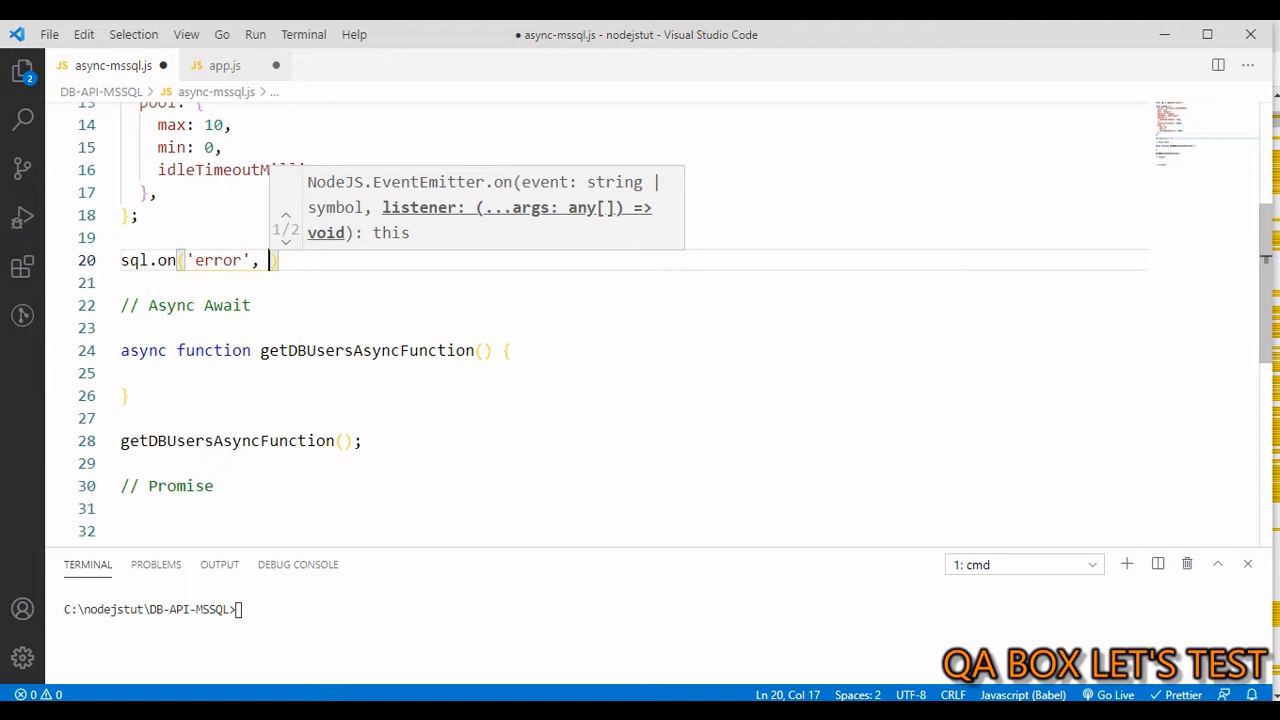 File Edit Selection View Go Run Terminal Help
● async-mssql.js - nodejstut - Visual Studio Code
JS async-mssql.js ● JS app.js ●
DB-API-MSSQL > JS async-mssql.js > ...
2
13 pool: {
14 max: 10,
15 min: 0,
16 idleTimeoutMilli
17 },
18 };
19
NodeJS.EventEmitter.on(event: string |
symbol, listener: (...args: any[]) =>
1/2
void): this
20 sql.on('error', )
21
22 // Async Await
23
24 async function getDBUsersAsyncFunction() {
25
26 }
27
28 getDBUsersAsyncFunction();
29
30 // Promise
31
32
TERMINAL PROBLEMS OUTPUT DEBUG CONSOLE 1: cmd
C:\nodejstut\DB-API-MSSQL>
QA BOX LET'S TEST
0 0 Ln 20, Col 17 Spaces: 2 UTF-8 CRLF Javascript (Babel) Go Live Prettier